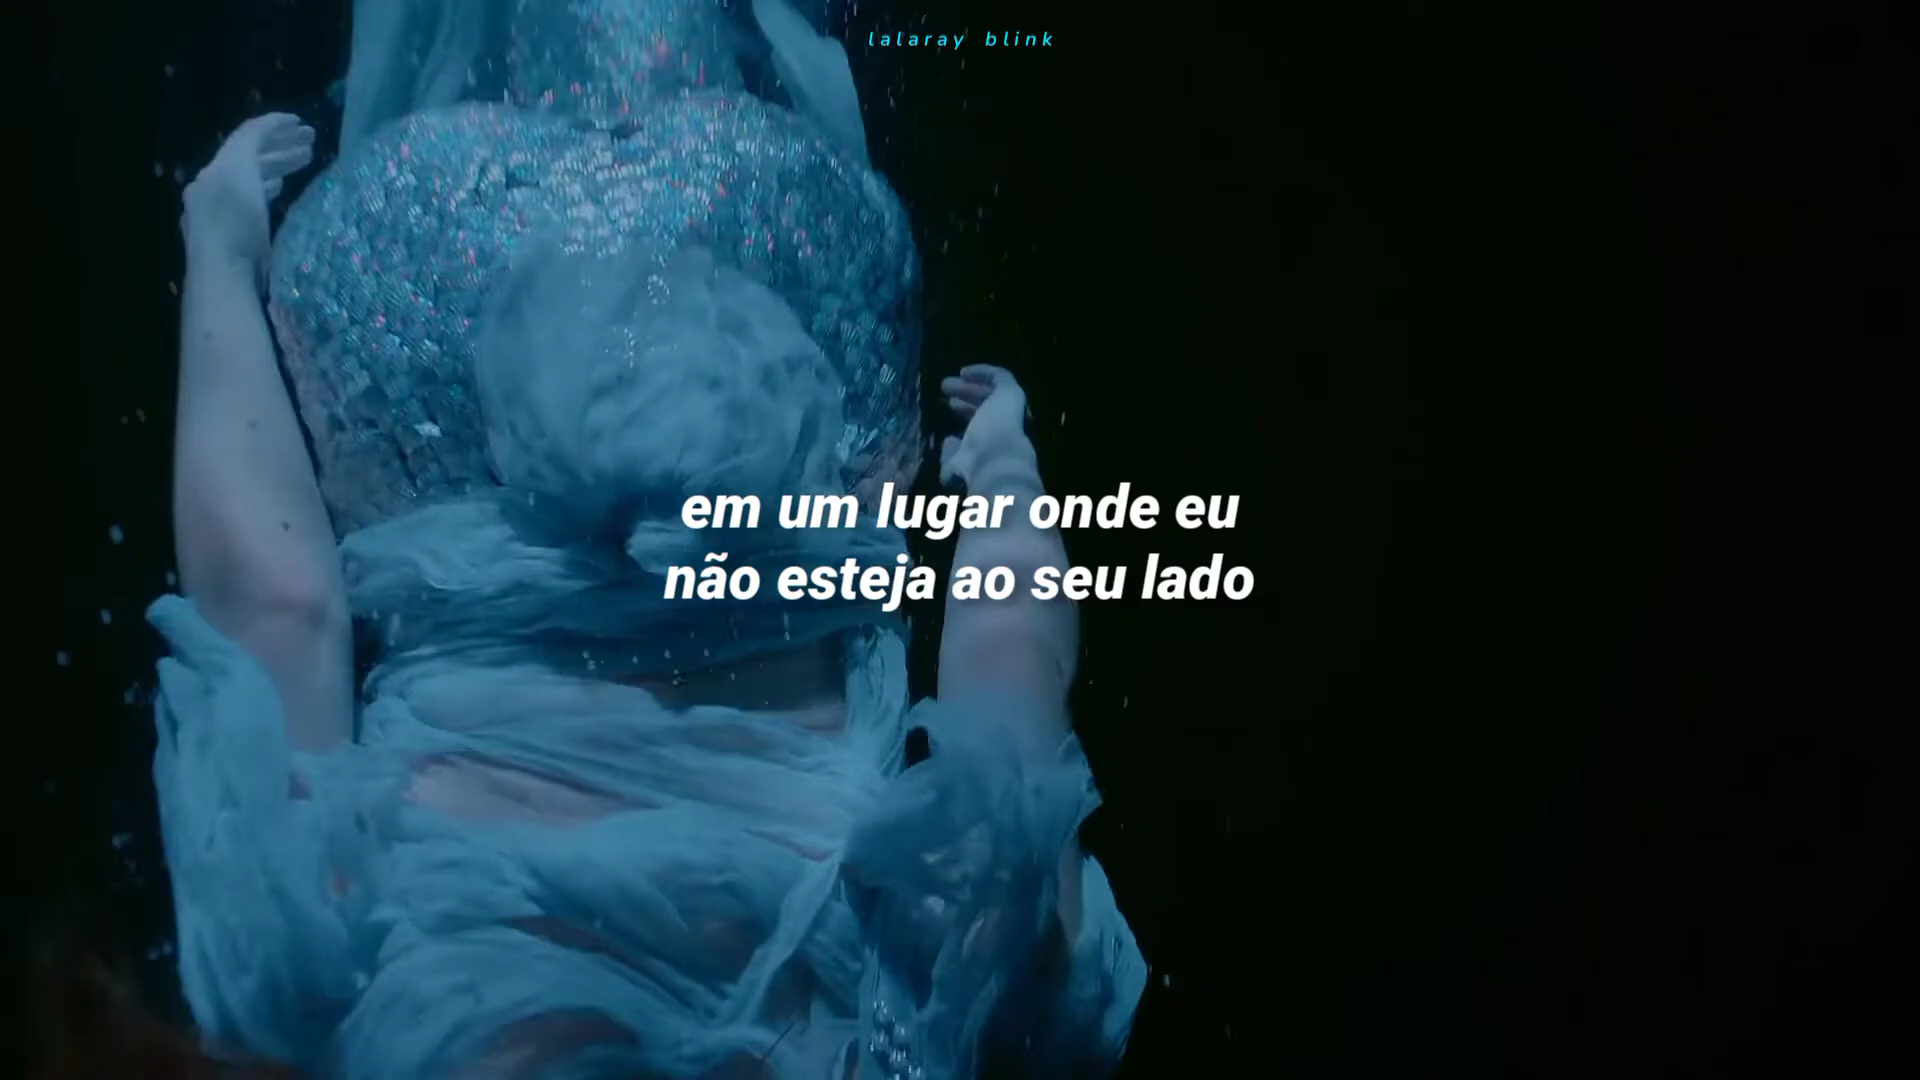 lalaray blink
em um lugar onde eu
não esteja ao seu lado